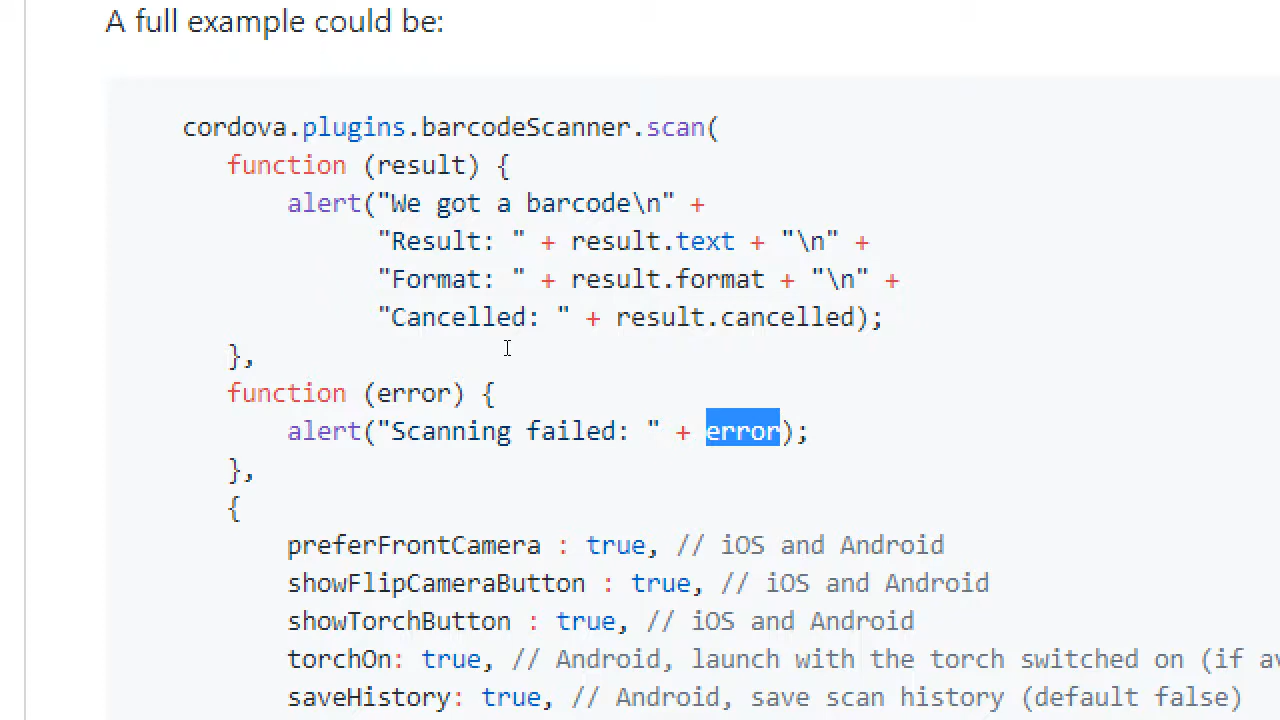 A full example could be:
cordova.plugins.barcodeScanner.scan(
function (result) {
alert("We got a barcode\n" +
"Result: " + result.text + "\n" +
"Format: " + result.format + "\n" +
"Cancelled: " + result.cancelled);
},
function (error) {
alert("Scanning failed: " + error);
},
{
preferFrontCamera : true, // iOS and Android
showFlipCameraButton : true, // iOS and Android
showTorchButton : true, // iOS and Android
torchOn: true, // Android, launch with the torch switched on (if
saveHistory: true, // Android, save scan history (default false)